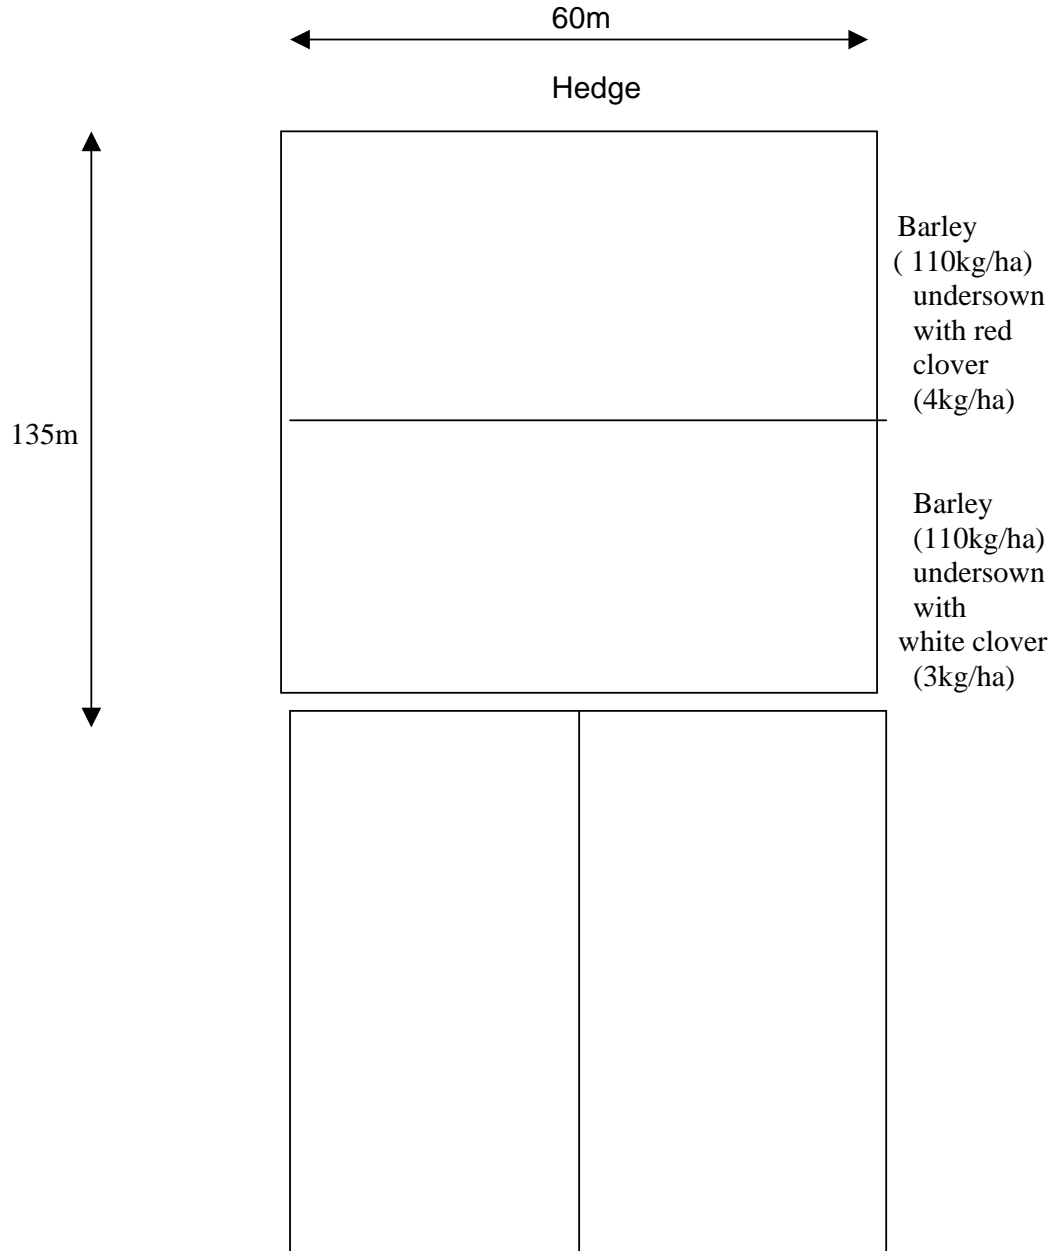 60m
Hedge
Barley
( 110kg/ha)
undersown
with red
clover
(4kg/ha)
135m
Barley
(110kg/ha)
undersown
with
white clover
(3kg/ha)